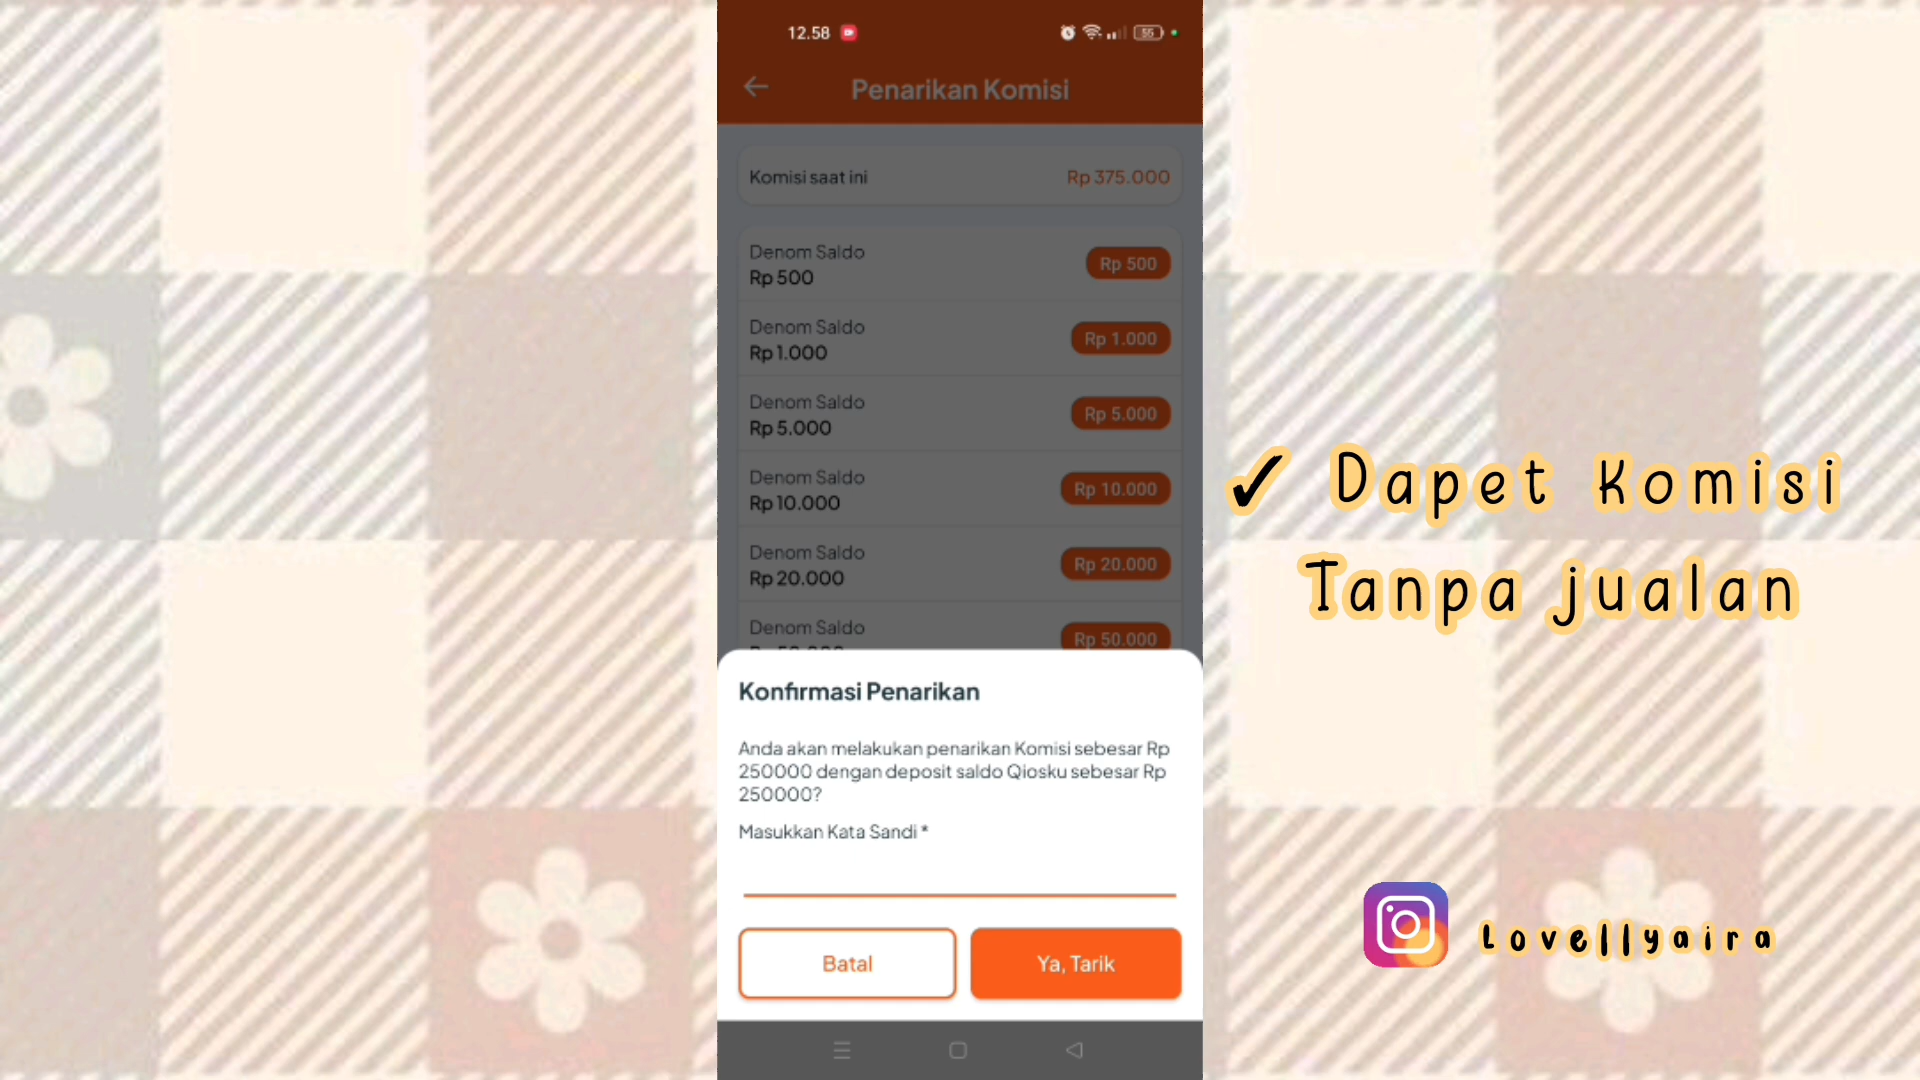 12.58
55
Penarikan Komisi
Komisi saat ini Rp 375.000
Denom Saldo
Rp 500 Rp 500
Denom Saldo
Rp 1.000 Rp 1.000
Denom Saldo
Rp 5.000 Rp 5.000
Denom Saldo
Rp 10.000 Rp 10.000
Denom Saldo
Rp 20.000 Rp 20.000
Denom Saldo
Rp 50.000
Konfirmasi Penarikan
Anda akan melakukan penarikan Komisi sebesar Rp
250000 dengan deposit saldo Qiosku sebesar Rp
250000?
Masukkan Kata Sandi *
Batal Ya, Tarik
✓ Dapet Komisi
Tanpa jualan
Lovellyaira